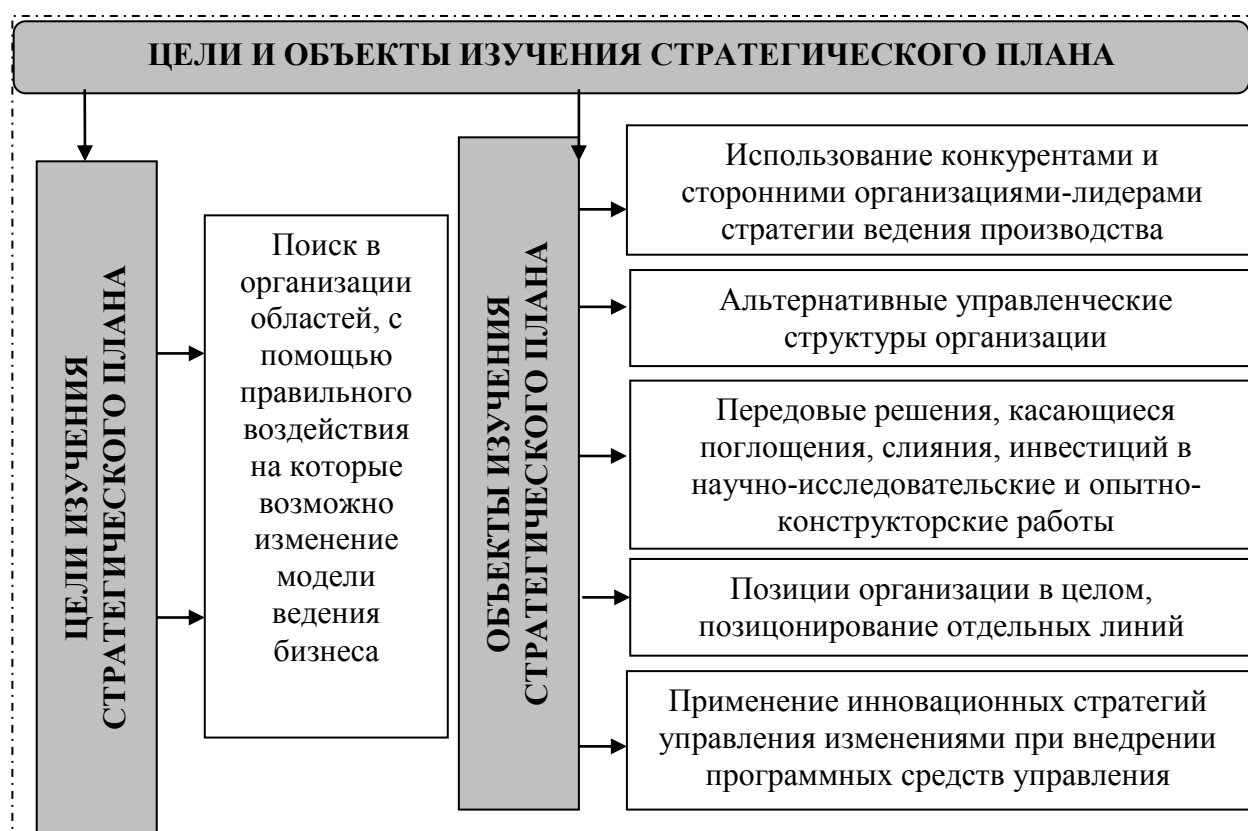 ЦЕЛИ И ОБЪЕКТЫ ИЗУЧЕНИЯ СТРАТЕГИЧЕСКОГО ПЛАНА
ЦЕЛИ ИЗУЧЕНИЯ
СТРАТЕГИЧЕСКОГО ПЛАНА
Поиск в
организации
областей, с
помощью
правильного
воздействия
на которые
возможно
изменение
модели
ведения
бизнеса
ОБЪЕКТЫ ИЗУЧЕНИЯ
СТРАТЕГИЧЕСКОГО ПЛАНА
Использование конкурентами и
сторонними организациями-лидерами
стратегии ведения производства
Альтернативные управленческие
структуры организации
Передовые решения, касающиеся
поглощения, слияния, инвестиций в
научно-исследовательские и опытно-
конструкторские работы
Позиции организации в целом,
позицонирование отдельных линий
Применение инновационных стратегий
управления изменениями при внедрении
программных средств управления